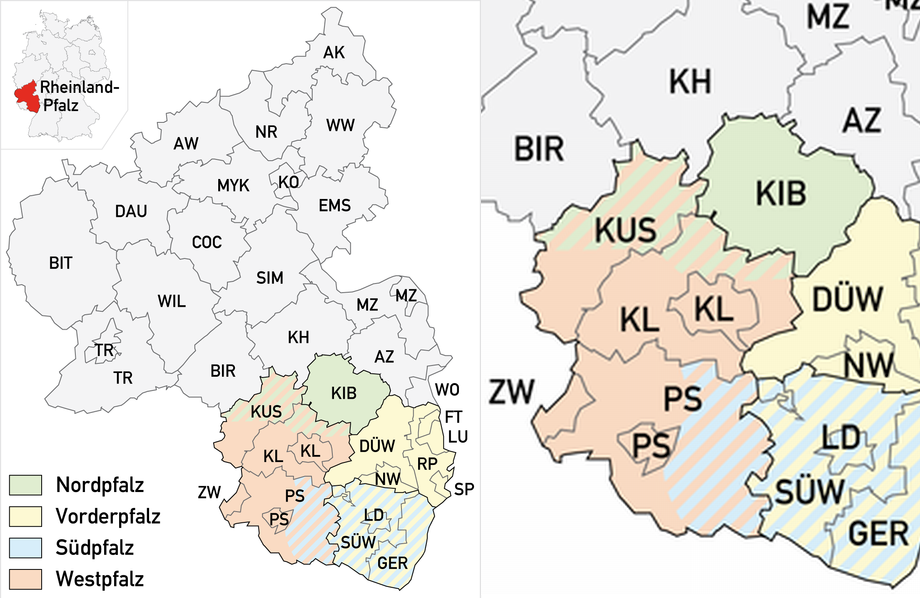 Rheinland-
Pfalz
AK
NR
WW
AW
MYK
KO
EMS
DAU
COC
BIT
SIM
WIL
MZ
MZ
KH
TR
TR
BIR
AZ
WO
KIB
KUS
FT
LU
DÜW
KL
KL
RP
NW
ZW
PS
SP
PS
LD
SÜW
GER
Nordpfalz
Vorderpfalz
Südpfalz
Westpfalz
MZ
MZ
KH
AZ
BIR
KIB
KUS
DÜW
KL
KL
NW
ZW
PS
PS
LD
SÜW
GER